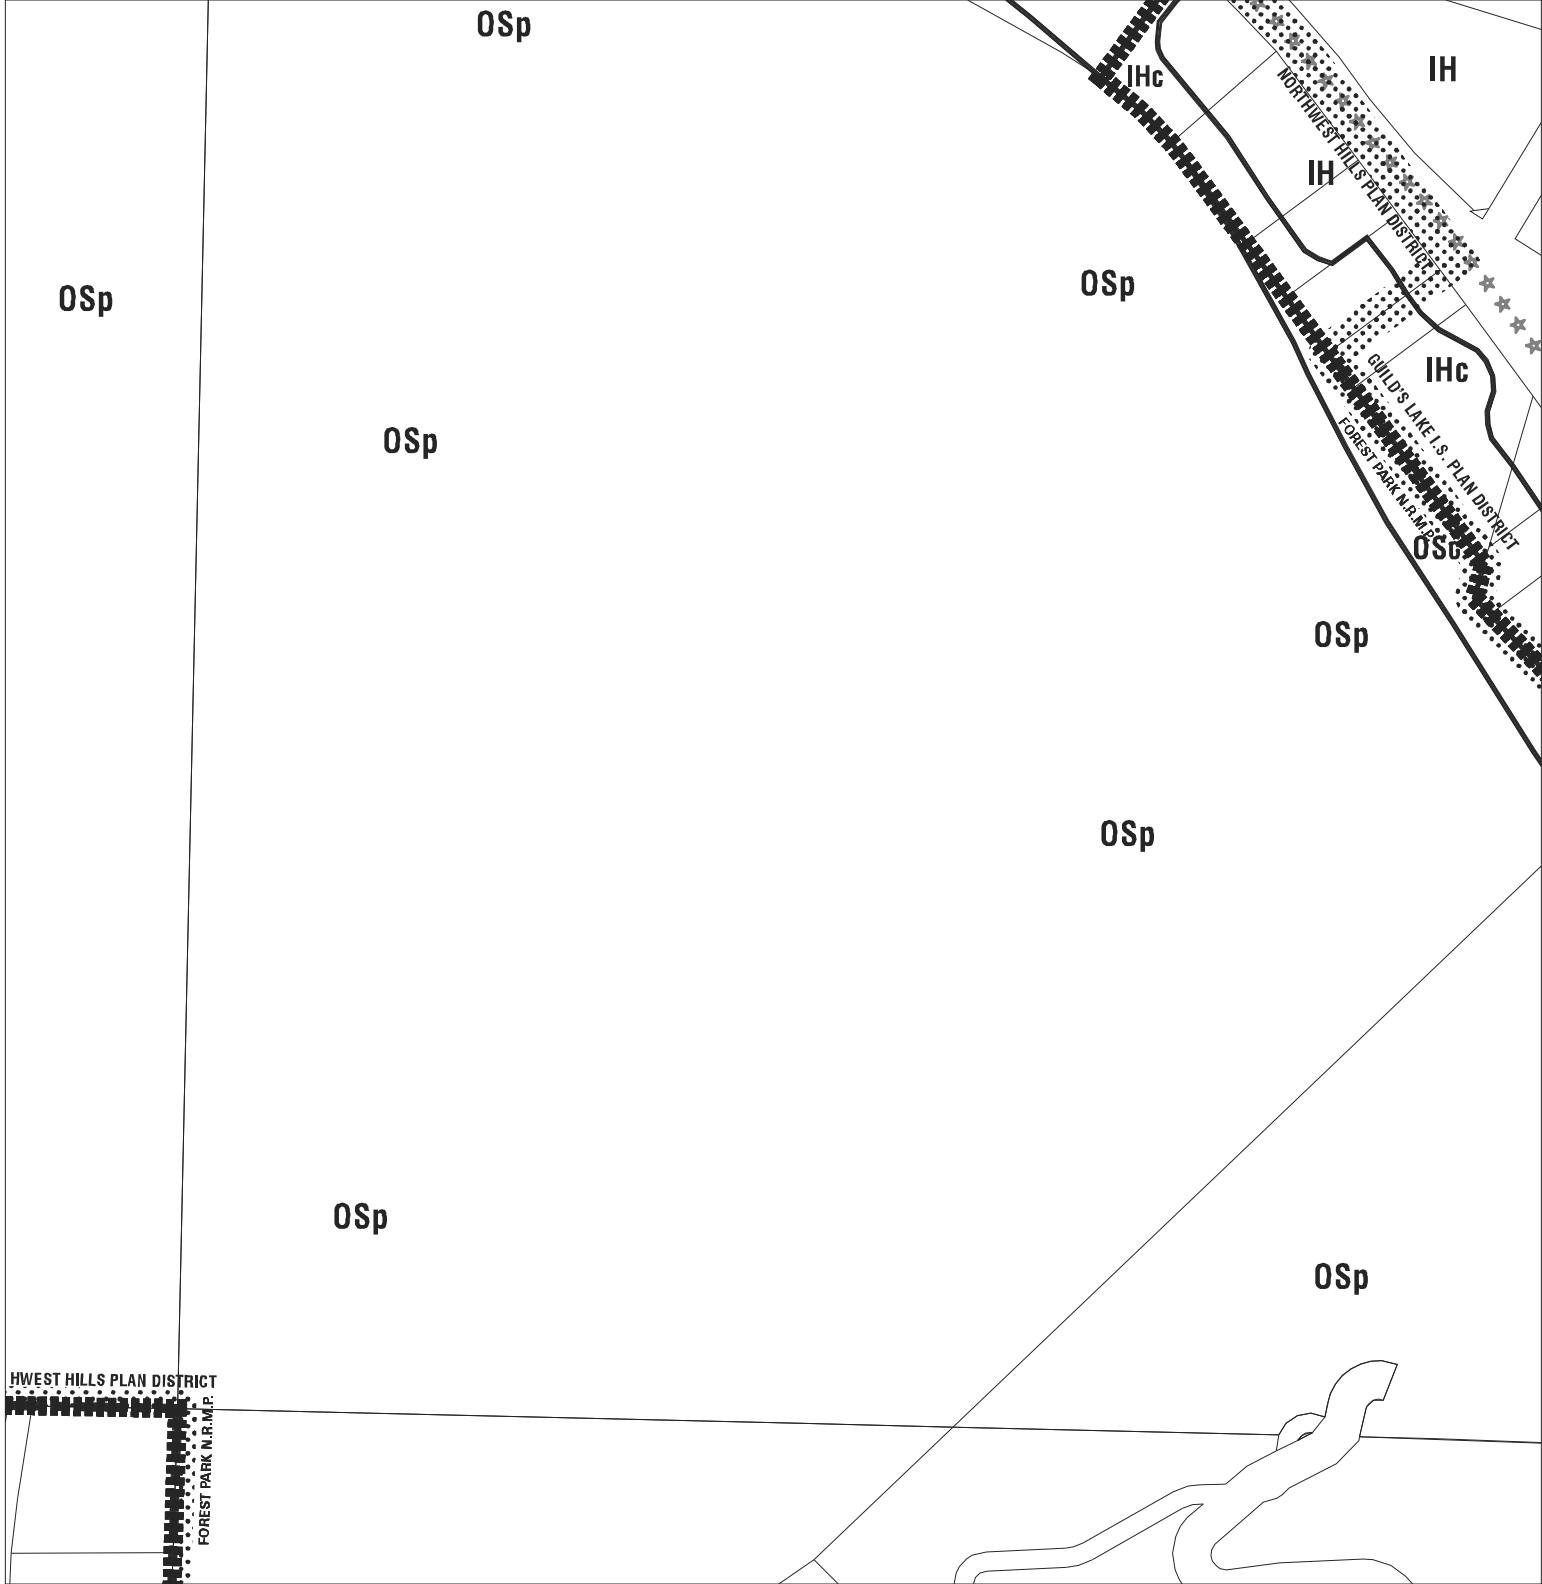 OSp
IH
IHc
NORTHWEST HILLS PLAN DISTRICT
IH
OSp
OSp
GUILD'S LAKE I.S. PLAN DISTRICT
IHc
FOREST PARK N.R.M.P.
OSp
OSc
OSp
OSp
OSp
OSp
HWEST HILLS PLAN DISTRICT
FOREST PARK N.R.M.P.